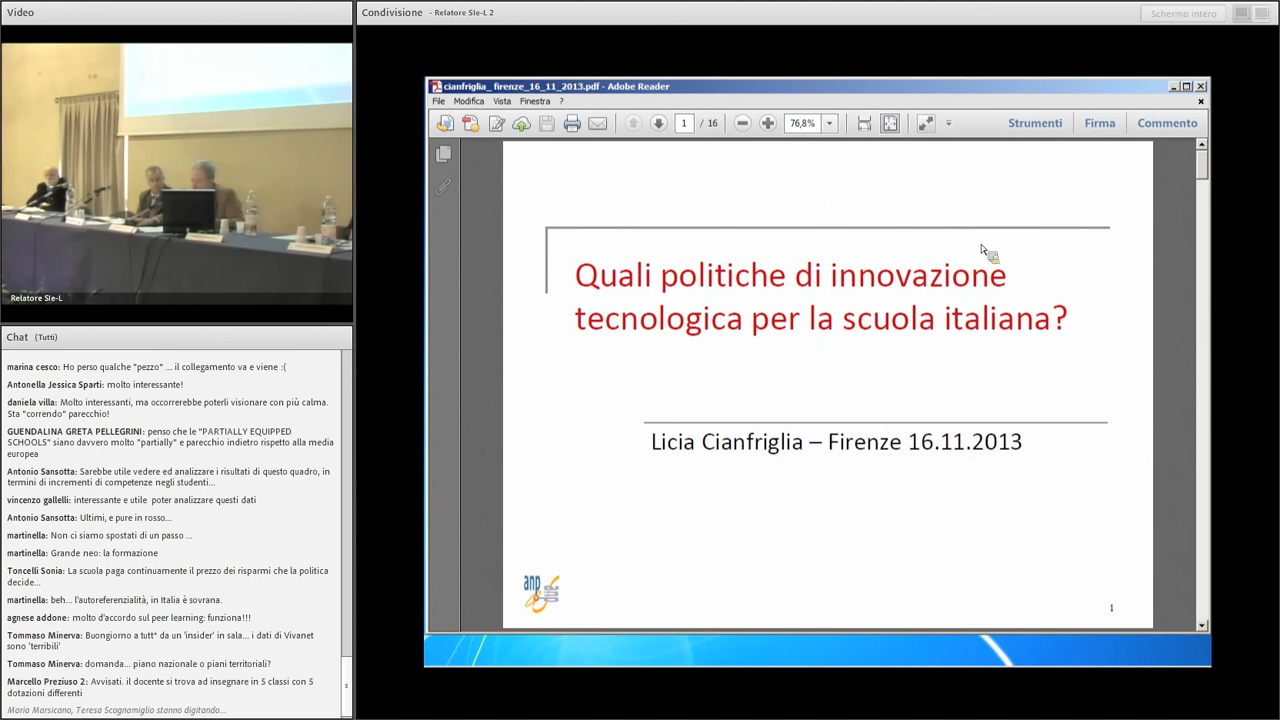 Video
Relatore SIe-L
Chat (Tutti)
marina cesco: Ho perso qualche "pezzo" ... il collegamento va e viene :(
Antonella Jessica Sparti: molto interessante!
daniela villa: Molto interessanti, ma occorrerebbe poterli visionare con più calma.
Sta "correndo" parecchio!
GUENDALINA GRETA PELLEGRINI: penso che le "PARTIALLY EQUIPPED
SCHOOLS" siano davvero molto "partially" e parecchio indietro rispetto alla media
europea
Antonio Sansotta: Sarebbe utile vedere ed analizzare i risultati di questo quadro, in
termini di incrementi di competenze negli studenti...
vincenzo gallelli: interessante e utile  poter analizzare questi dati
Antonio Sansotta: Ultimi, e pure in rosso...
martinella: Non ci siamo spostati di un passo ...
martinella: Grande neo: la formazione
Toncelli Sonia: La scuola paga continuamente il prezzo dei risparmi che la politica
decide...
martinella: beh... l'autoreferenzialità, in Italia è sovrana.
agnese addone: molto d'accordo sul peer learning: funziona!!!
Tommaso Minerva: Buongiorno a tutt* da un 'insider' in sala... i dati di Vivanet
sono 'terribili'
Tommaso Minerva: domanda... piano nazionale o piani territoriali?
Marcello Preziuso 2: Avvisati. il docente si trova ad insegnare in 5 classi con 5
dotazioni differenti
Maria Marsicano, Teresa Scognamiglio stanno digitando...
Condivisione - Relatore SIe-L 2
Schermo intero
cianfriglia_ firenze_16_11_2013.pdf - Adobe Reader
File Modifica Vista Finestra ?
1 / 16 76,8% Strumenti Firma Commento
Quali politiche di innovazione
tecnologica per la scuola italiana?
Licia Cianfriglia – Firenze 16.11.2013
anp
1